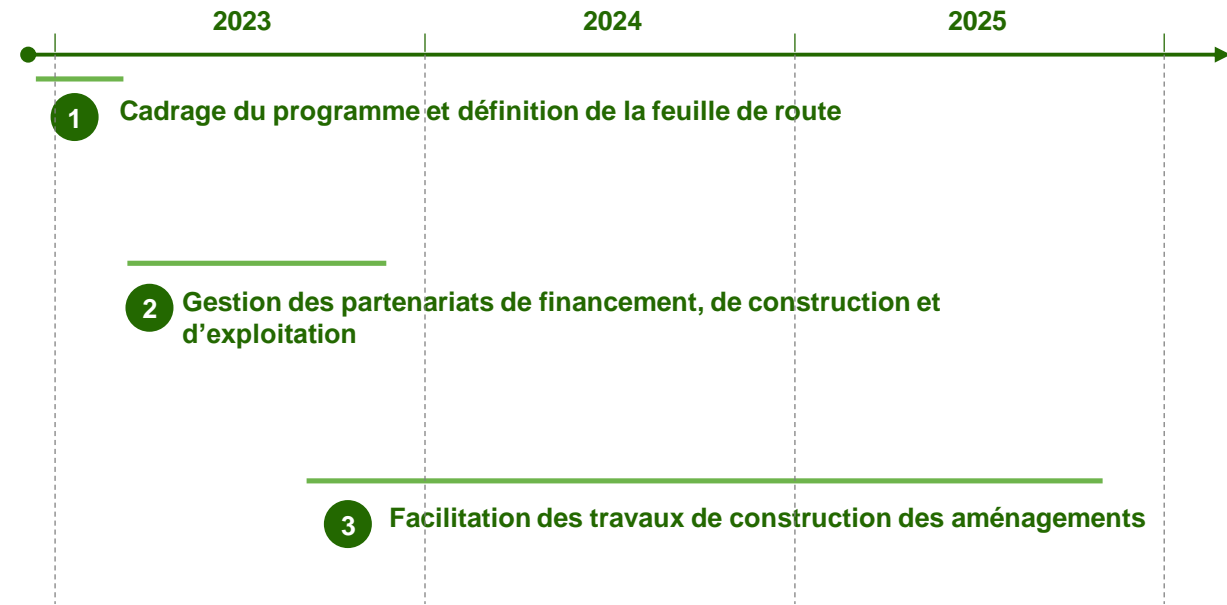 2023 2024 2025
1 Cadrage du programme et définition de la feuille de route
2 Gestion des partenariats de financement, de construction et
d’exploitation
3 Facilitation des travaux de construction des aménagements